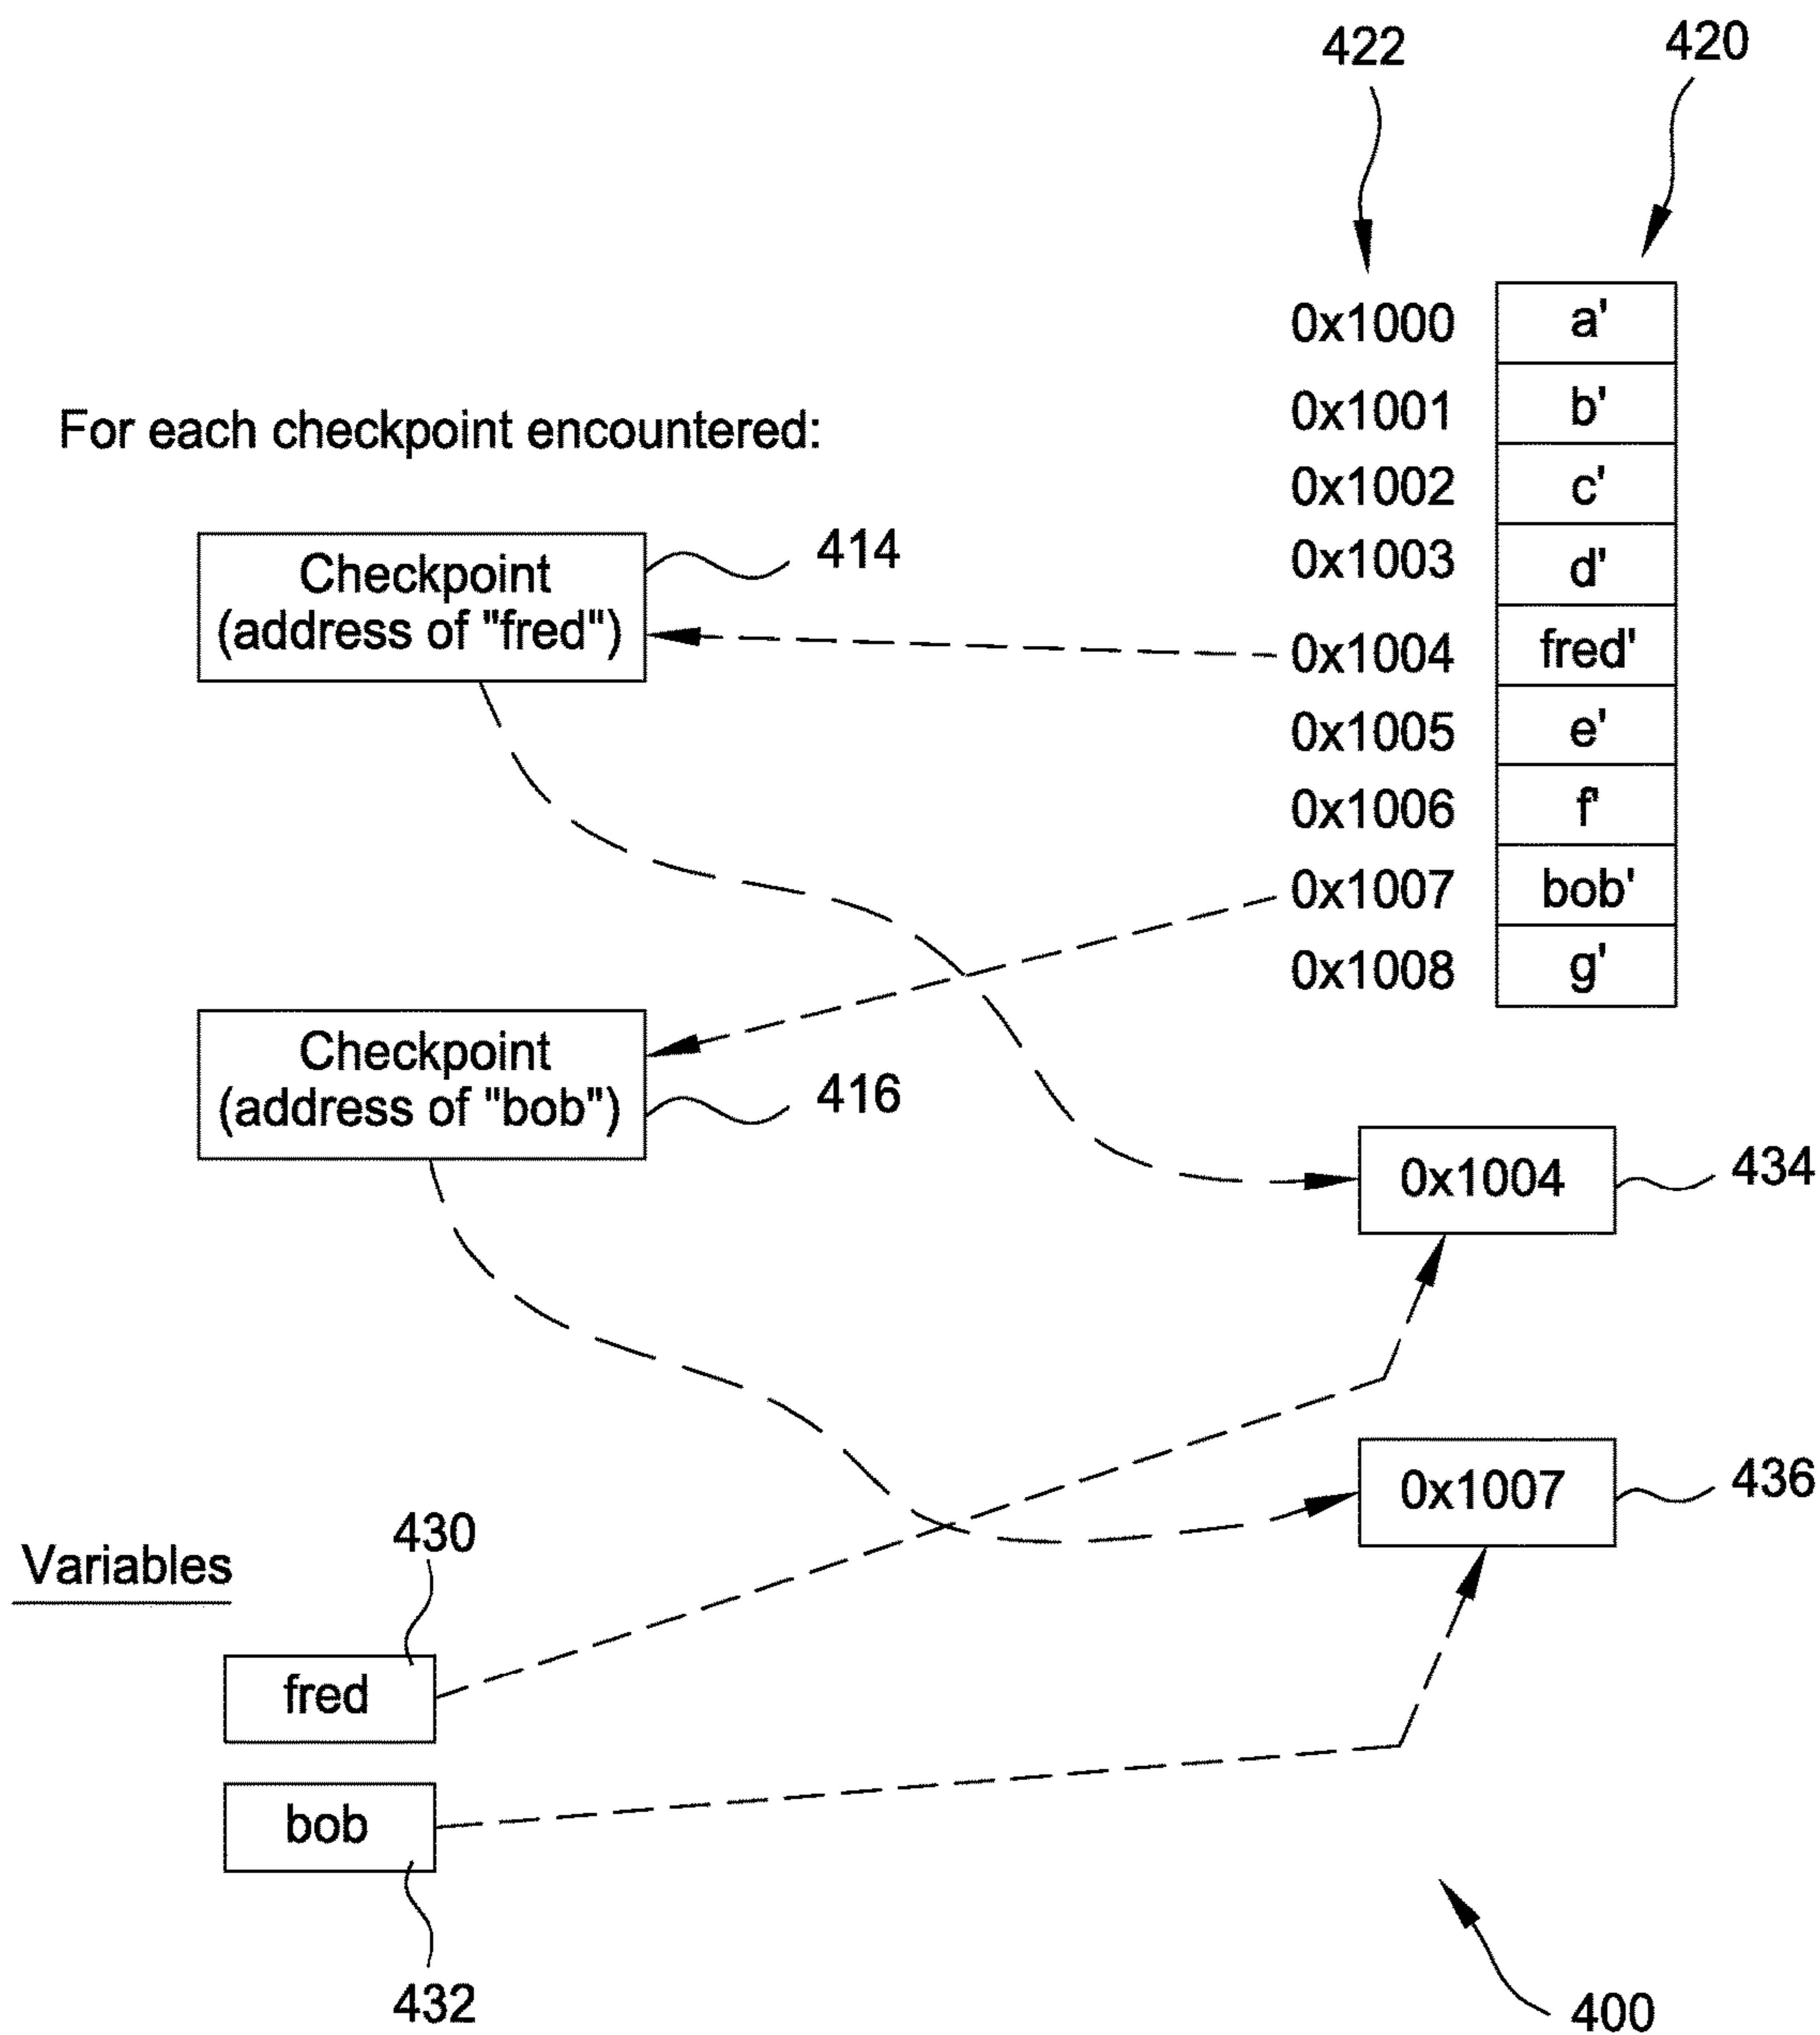 422
420
0x1000 a'
0x1001 b'
For each checkpoint encountered:
0x1002 c'
0x1003 d'
414
Checkpoint
(address of "fred")
0x1004 fred'
0x1005 e'
0x1006 f'
0x1007 bob'
0x1008 g'
Checkpoint
(address of "bob")
416
0x1004
434
0x1007
436
430
Variables
fred
bob
432
400